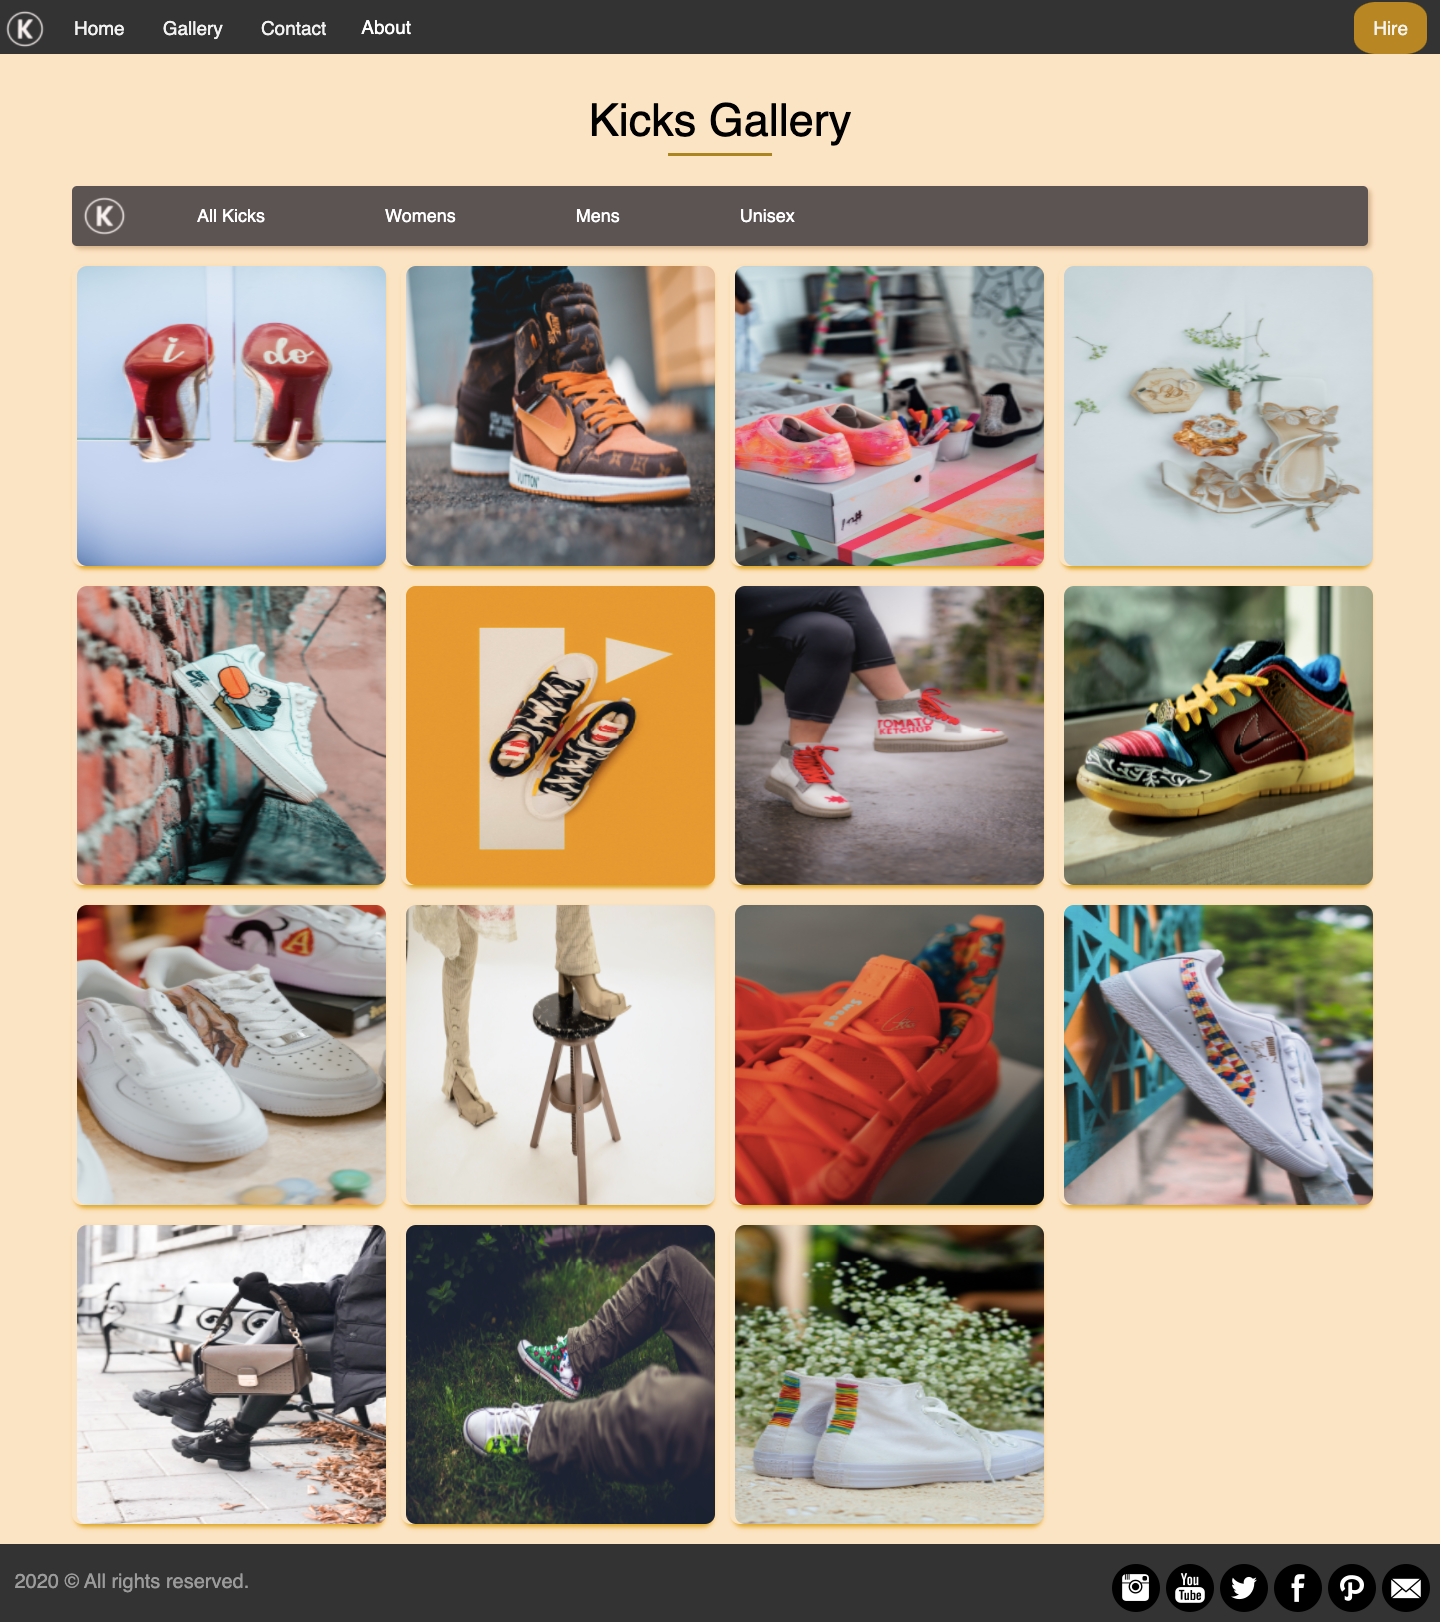 K Home Gallery Contact About Hire
Kicks Gallery
K All Kicks Womens Mens Unisex
i do
VUITTON"
TOMATO
KETCHUP
A
2020 © All rights reserved.
You
Tube